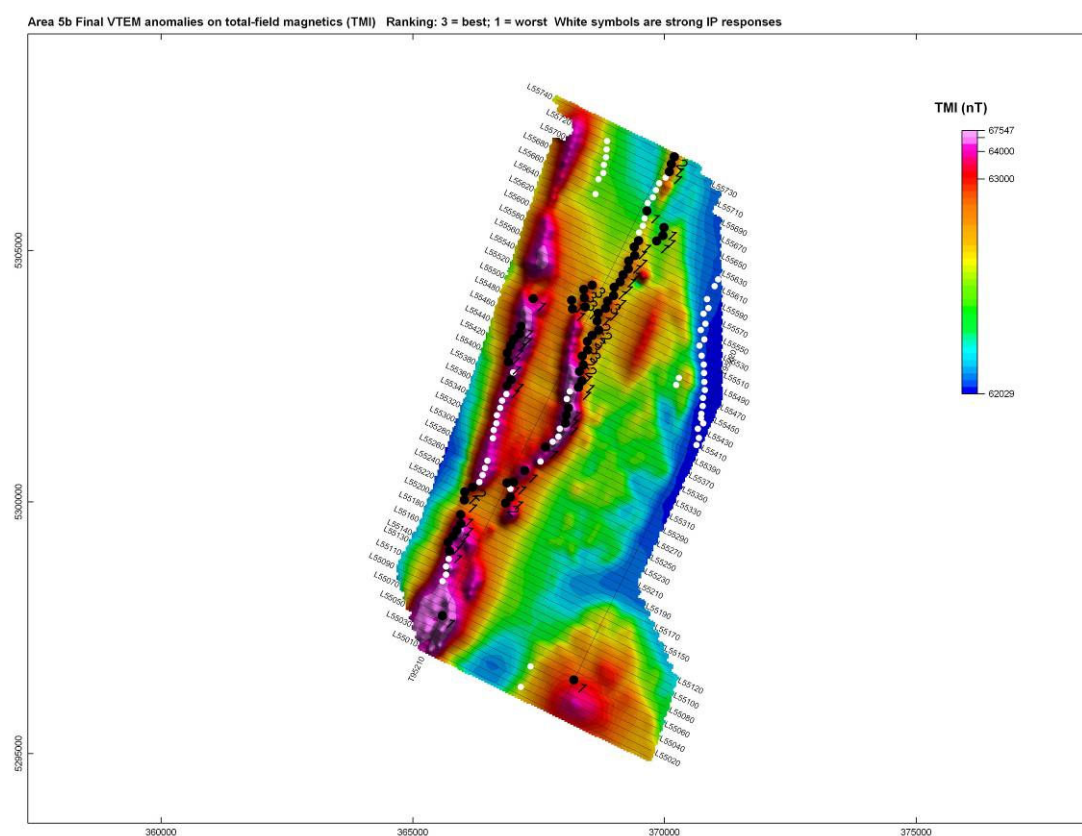 Area 5b Final VTEM anomalies on total-field magnetics (TMI) Ranking: 3 = best; 1 = worst White symbols are strong IP responses
TMI (nT)
67547
64000
63000
62029
L55740
L55720
L55700
L55680
L55660
L55640
L55620
L55600
L55580
L55560
L55540
L55520
L55500
L55480
L55460
L55440
L55420
L55400
L55380
L55360
L55340
L55320
L55300
L55280
L55260
L55240
L55220
L55200
L55180
L55160
L55140
L55130
L55110
L55090
L55070
L55050
L55030
L55010
T95210
L55730
L55710
L55690
L55670
L55650
L55630
L55610
L55590
L55570
L55550
L55530
L55510
L55490
L55470
L55450
L55430
L55410
L55390
L55370
L55350
L55330
L55310
L55290
L55270
L55250
L55230
L55210
L55190
L55170
L55150
L55120
L55100
L55080
L55060
L55040
L55020
5305000
5300000
5295000
360000
365000
370000
375000